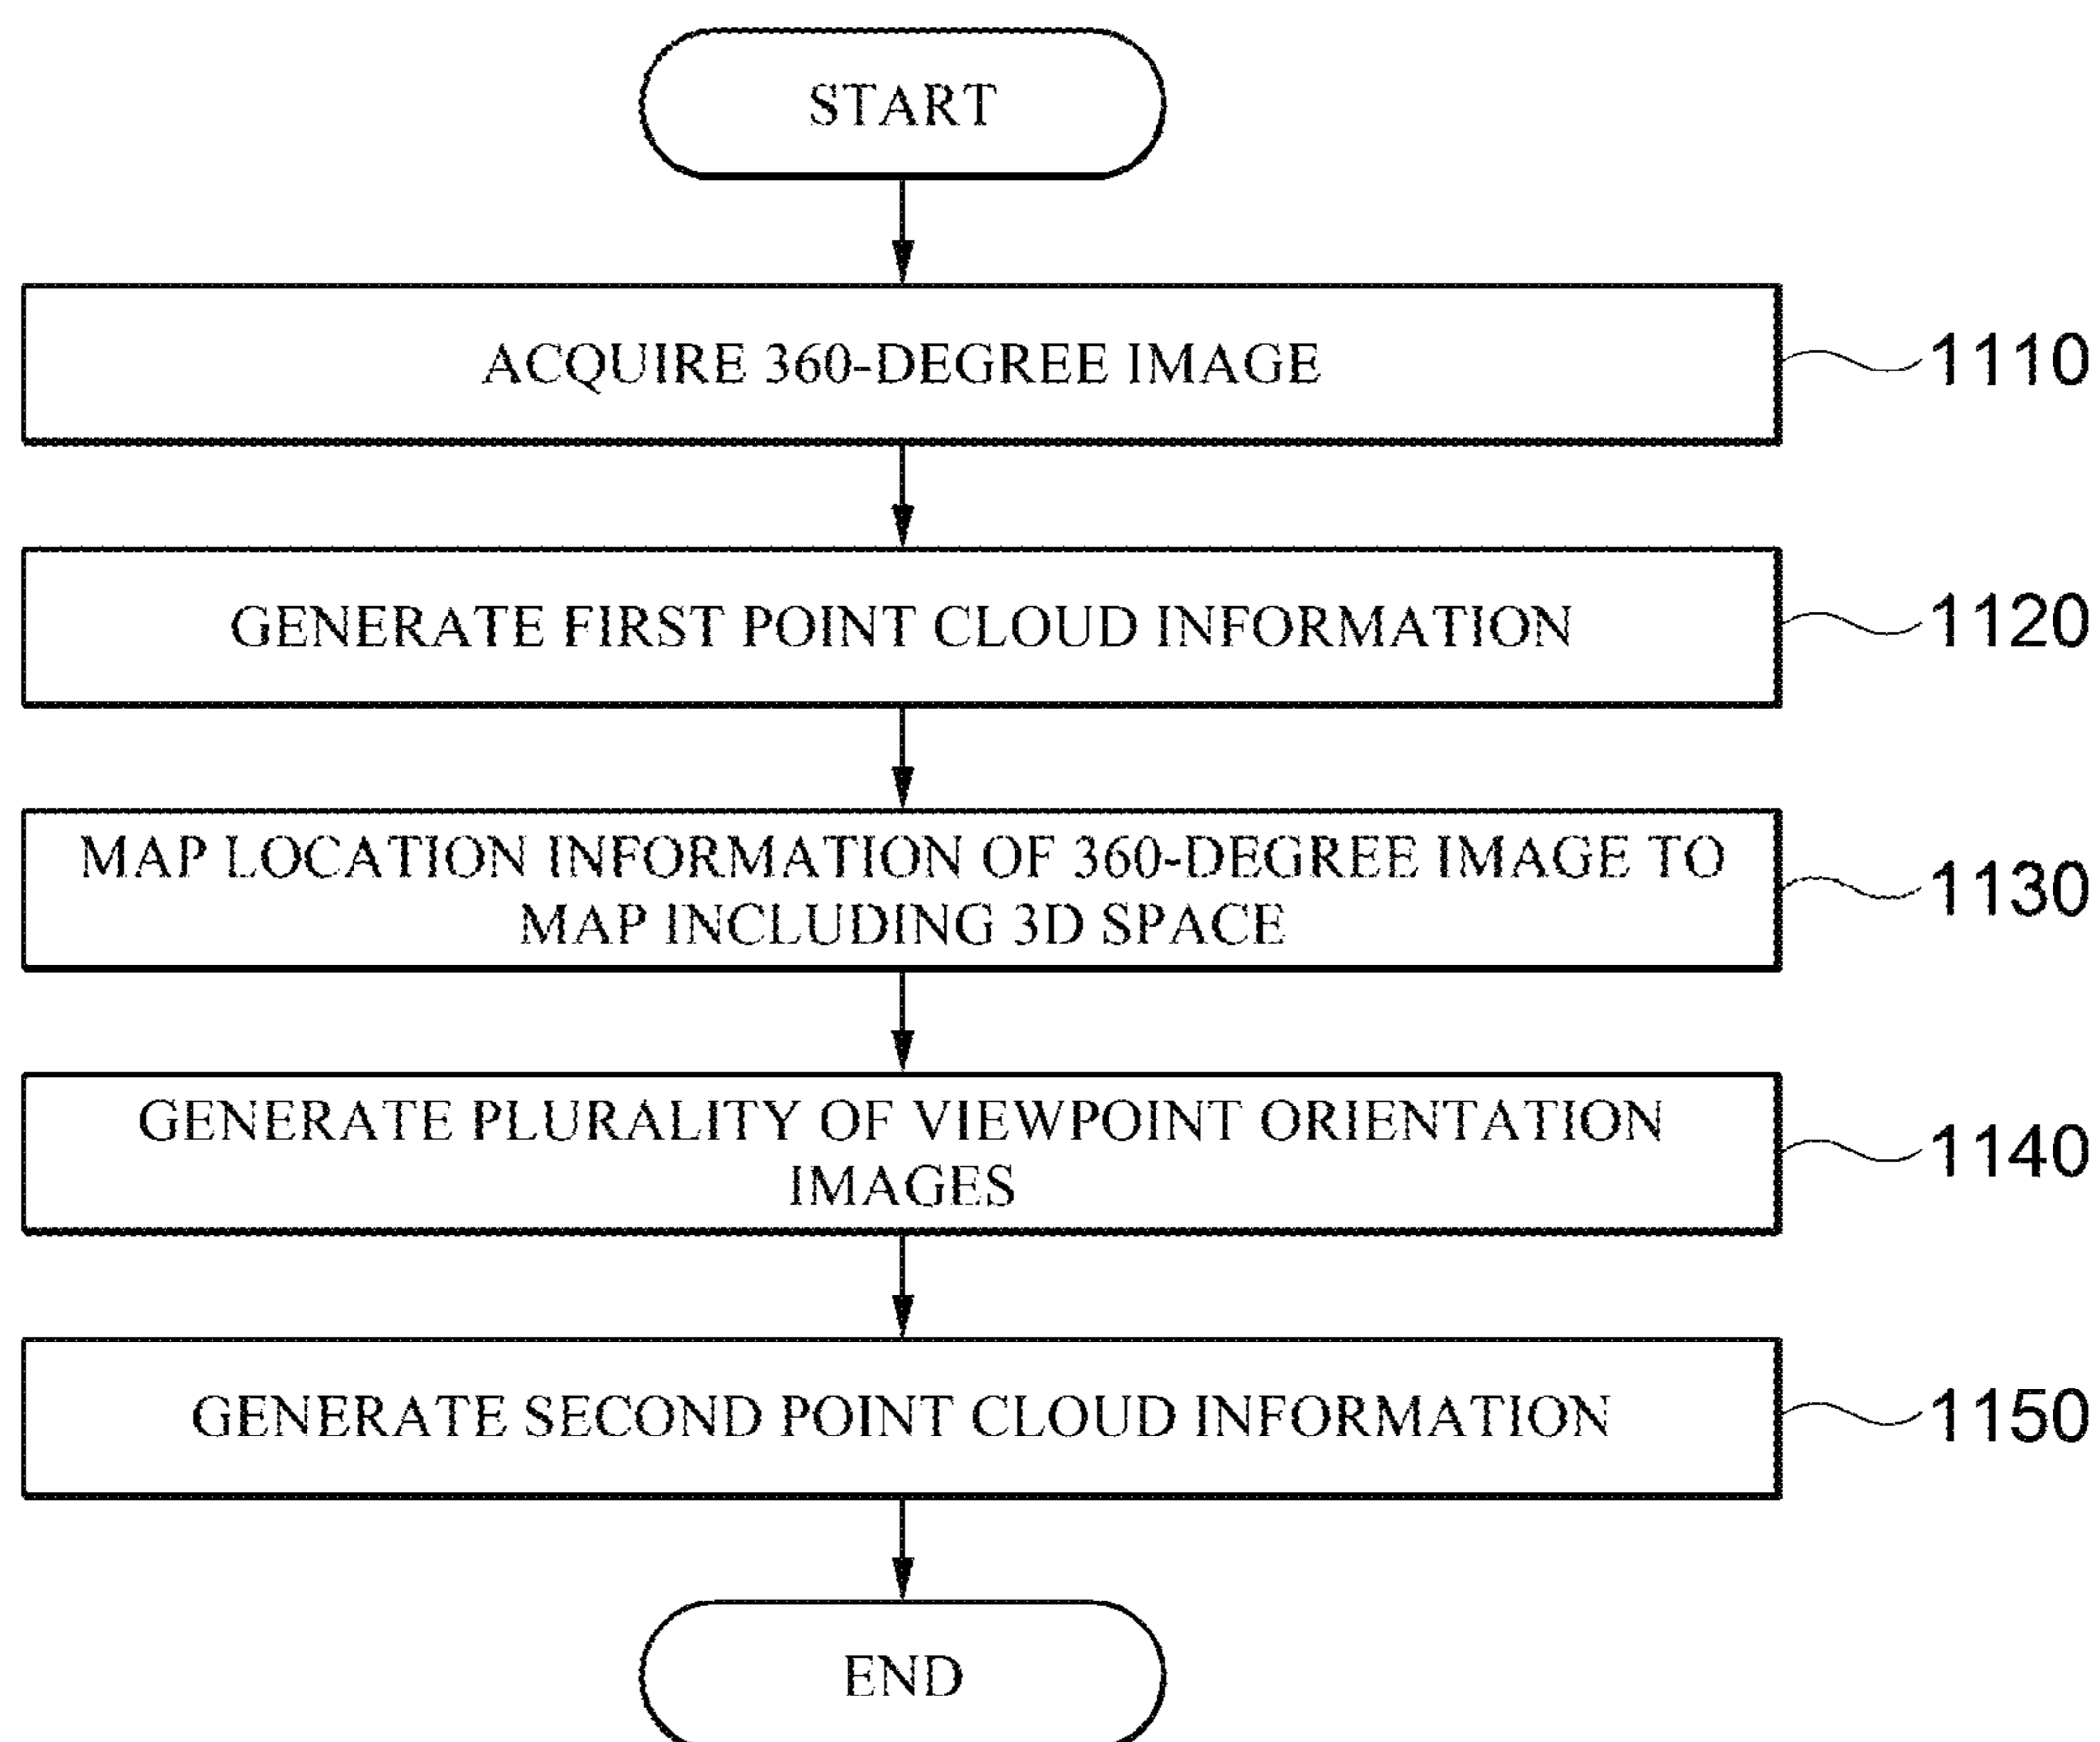 START
ACQUIRE 360-DEGREE IMAGE
1110
GENERATE FIRST POINT CLOUD INFORMATION
1120
MAP LOCATION INFORMATION OF 360-DEGREE IMAGE TO
MAP INCLUDING 3D SPACE
1130
GENERATE PLURALITY OF VIEWPOINT ORIENTATION
IMAGES
1140
GENERATE SECOND POINT CLOUD INFORMATION
1150
END